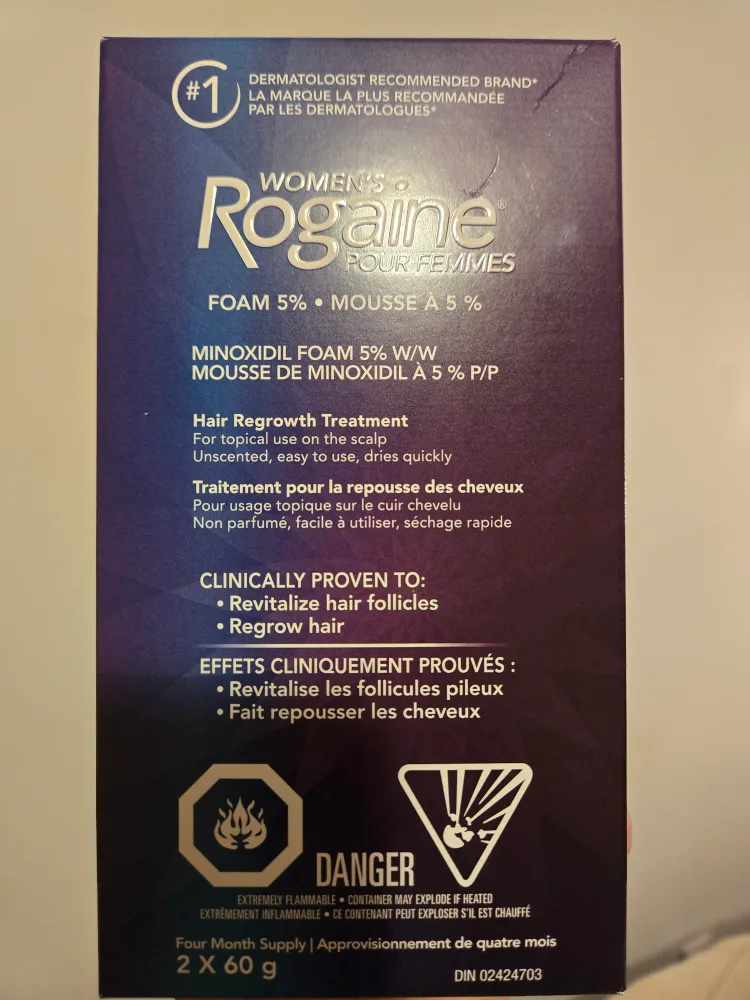 #1
DERMATOLOGIST RECOMMENDED BRAND*
LA MARQUE LA PLUS RECOMMANDÉE
PAR LES DERMATOLOGUES*
WOMEN'S
Rogaine®
POUR FEMMES
FOAM 5% • MOUSSE À 5 %
MINOXIDIL FOAM 5% W/W
MOUSSE DE MINOXIDIL À 5 % P/P
Hair Regrowth Treatment
For topical use on the scalp
Unscented, easy to use, dries quickly
Traitement pour la repousse des cheveux
Pour usage topique sur le cuir chevelu
Non parfumé, facile à utiliser, séchage rapide
CLINICALLY PROVEN TO:
• Revitalize hair follicles
• Regrow hair
EFFETS CLINIQUEMENT PROUVÉS :
• Revitalise les follicules pileux
• Fait repousser les cheveux
DANGER
EXTREMELY FLAMMABLE • CONTAINER MAY EXPLODE IF HEATED
EXTRÊMEMENT INFLAMMABLE • CE CONTENANT PEUT EXPLOSER S'IL EST CHAUFFÉ
Four Month Supply | Approvisionnement de quatre mois
2 X 60 g
DIN 02424703